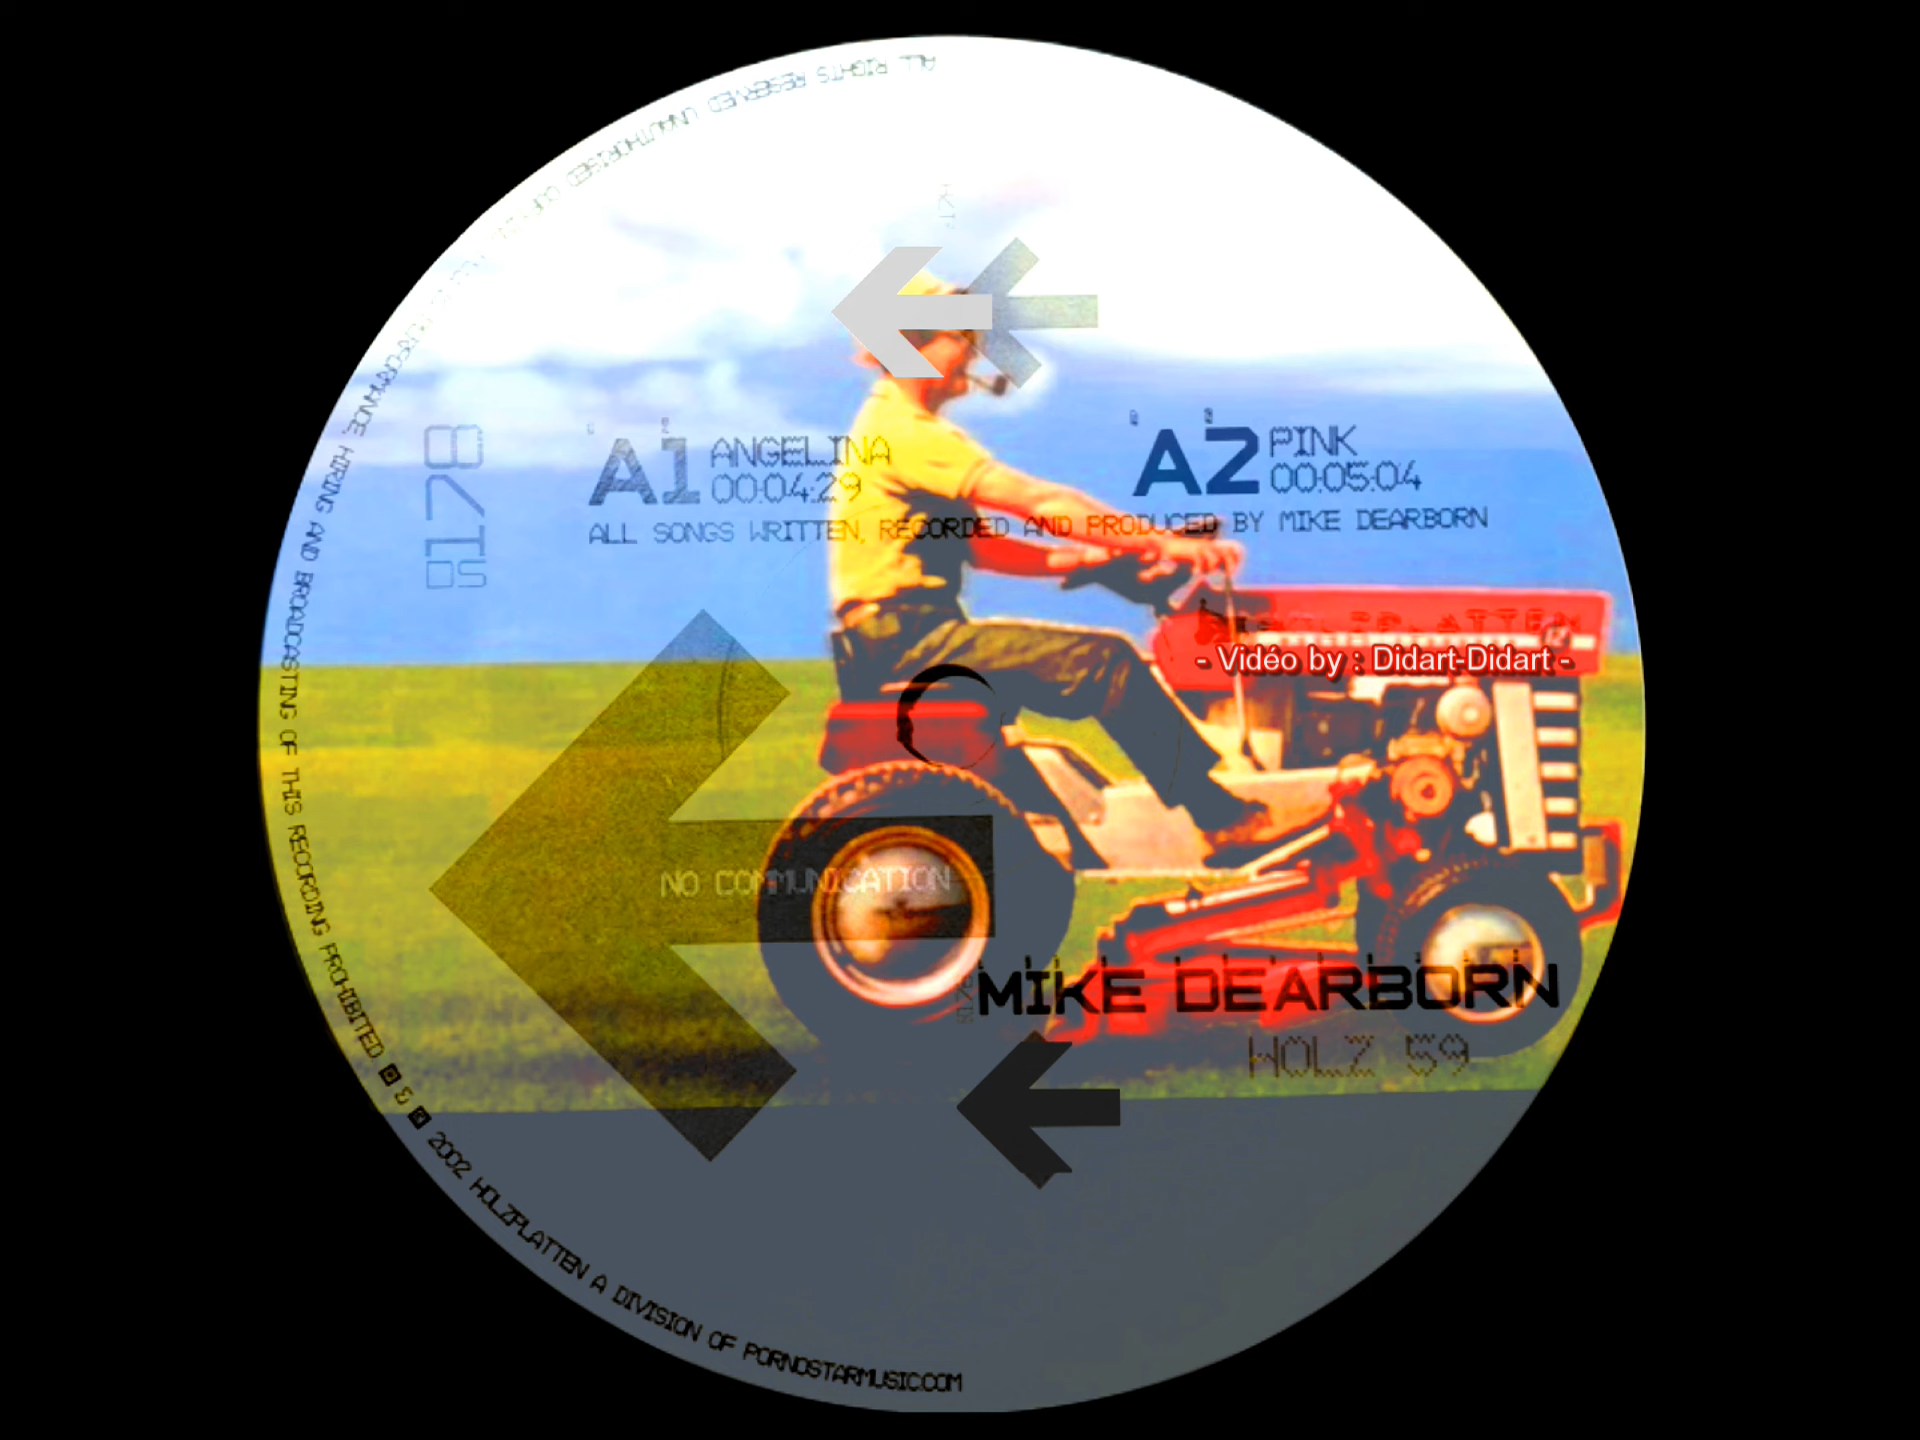 0178
A1 ANGELINA
00:04:29
A2 PINK
00:05:04
ALL SONGS WRITTEN, RECORDED AND PRODUCED BY MIKE DEARBORN
- Vidéo by : Didart-Didart -
NO COMMUNICATION
MIKE DEARBORN
HOLZ 59
ALL RIGHTS RESERVED UNAUTHORISED PERFORMANCE, HIRING AND BROADCASTING OF THIS RECORDING PROHIBITED 2002 HOLZPLATTEN A DIVISION OF PORNOSTARMUSIC.COM